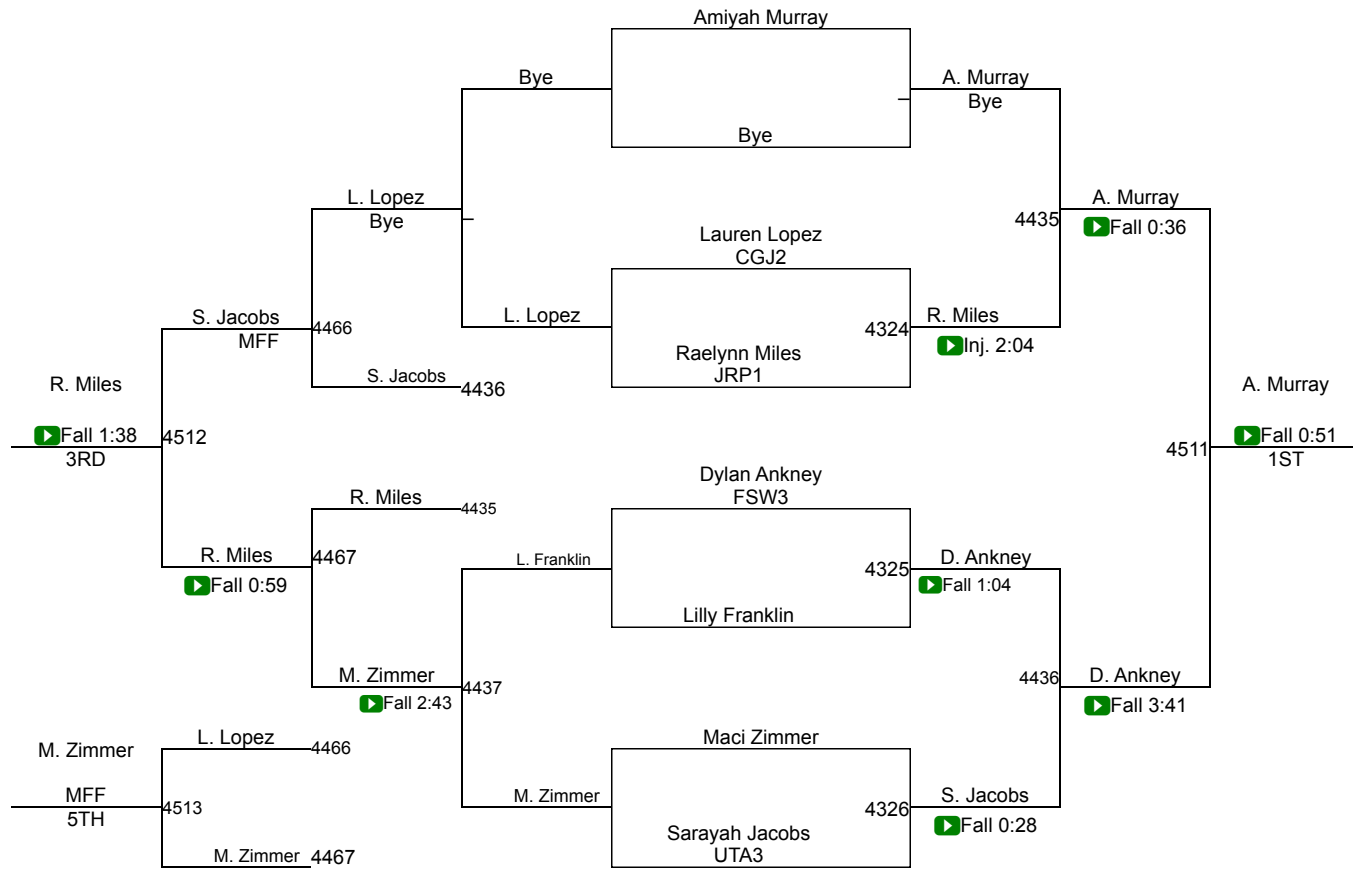 Amiyah Murray
Bye
A. Murray
Bye
Bye
L. Lopez
Bye
A. Murray
4435
Fall 0:36
Lauren Lopez
CGJ2
S. Jacobs
MFF
4466
L. Lopez
4324
R. Miles
Inj. 2:04
Raelynn Miles
JRP1
S. Jacobs
4436
R. Miles
A. Murray
Fall 1:38
3RD
4512
4511
Fall 0:51
1ST
Dylan Ankney
FSW3
R. Miles
4435
R. Miles
Fall 0:59
4467
L. Franklin
4325
D. Ankney
Fall 1:04
Lilly Franklin
M. Zimmer
Fall 2:43
4437
4436
D. Ankney
Fall 3:41
M. Zimmer
L. Lopez
4466
Maci Zimmer
MFF
5TH
4513
M. Zimmer
4326
S. Jacobs
Fall 0:28
Sarayah Jacobs
UTA3
M. Zimmer
4467